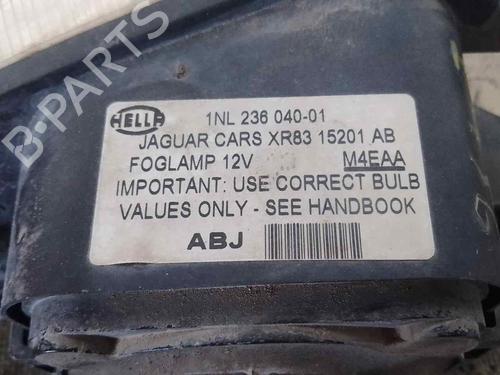 HELLA
1NL 236 040-01
JAGUAR CARS XR83 15201 AB
FOGLAMP 12V M4EAA
IMPORTANT: USE CORRECT BULB
VALUES ONLY - SEE HANDBOOK
ABJ
B-PARTS